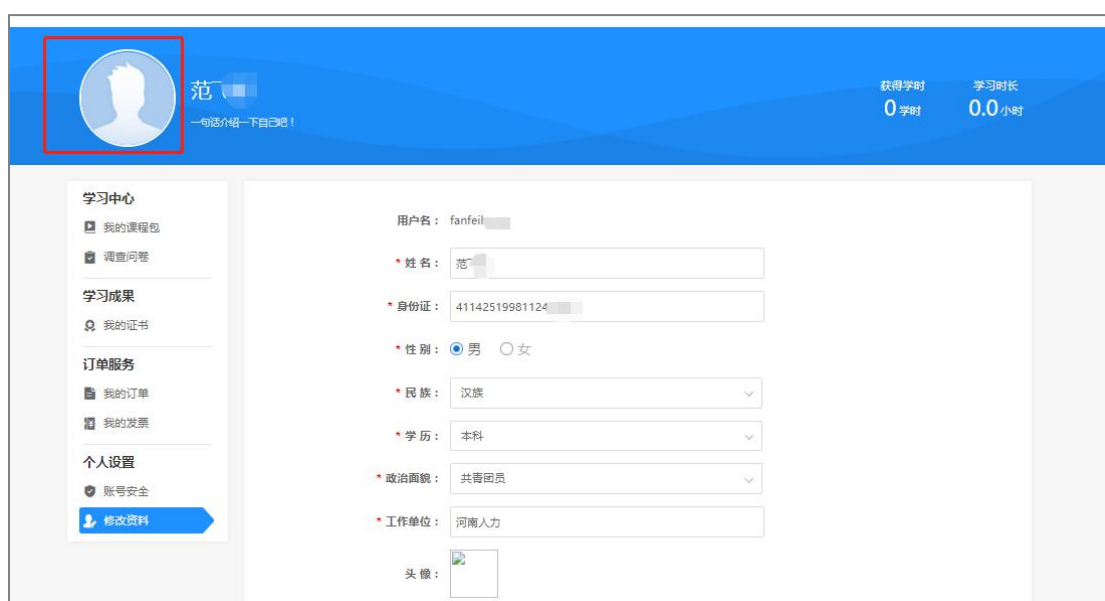 范
一句话介绍一下自己吧！
获得学时 学习时长
0 学时 0.0 小时
学习中心
我的课程包
调查问卷
学习成果
我的证书
订单服务
我的订单
我的发票
个人设置
账号安全
修改资料
用户名： fanfeil
* 姓 名： 范
* 身份证： 41142519981124
* 性 别： 男 女
* 民 族： 汉族
* 学 历： 本科
* 政治面貌： 共青团员
* 工作单位： 河南人力
头 像：